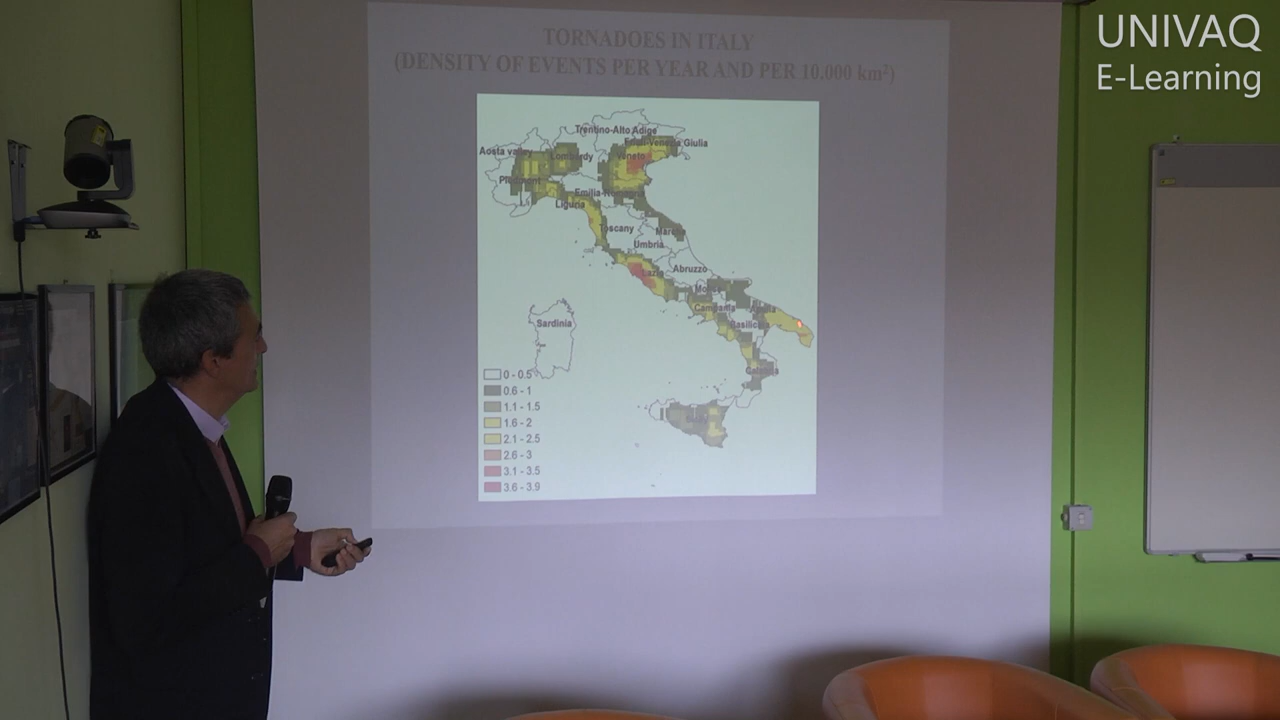 UNIVAQ
E-Learning
TORNADOES IN ITALY
(DENSITY OF EVENTS PER YEAR AND PER 10.000 km²)
Trentino-Alto Adige
Friuli-Venezia Giulia
Aosta valley
Lombardy
Veneto
Piedmont
Emilia-Romagna
Liguria
Toscany
Marche
Umbria
Lazio
Abruzzo
Molise
Campania
Basilicata
Sardinia
Calabria
0 - 0.5
0.6 - 1
1.1 - 1.5
1.6 - 2
2.1 - 2.5
2.6 - 3
3.1 - 3.5
3.6 - 3.9